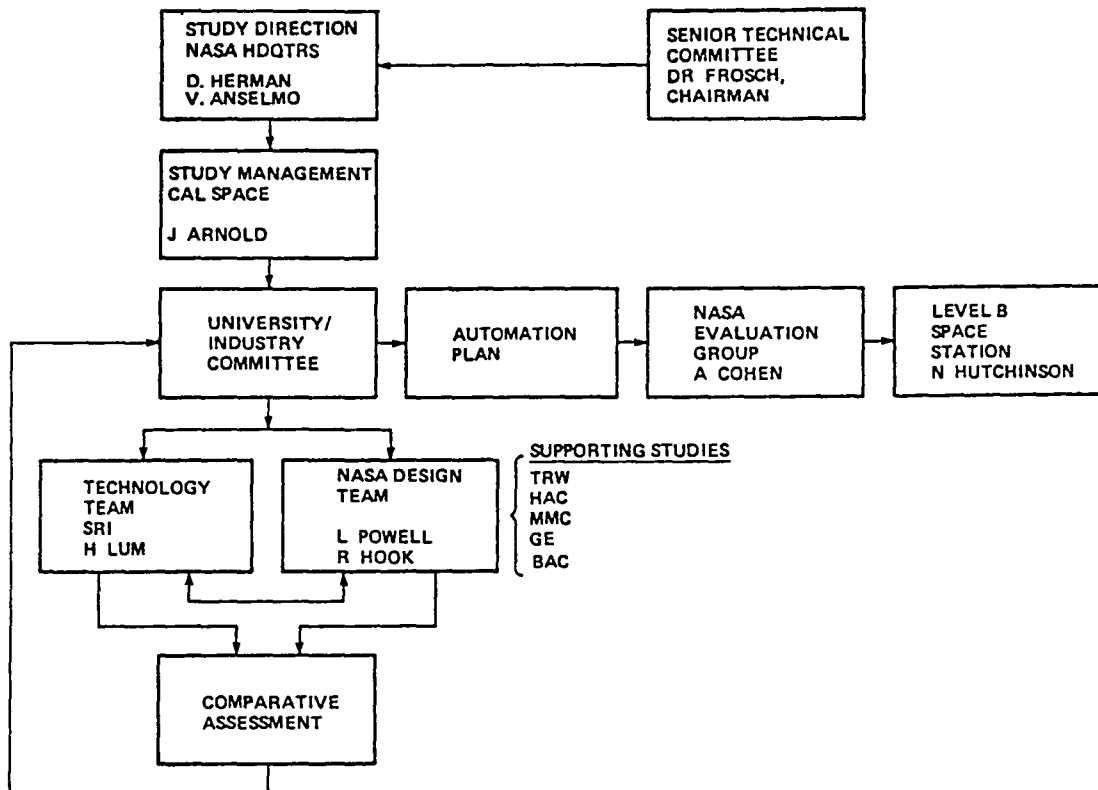 STUDY DIRECTION
NASA HDQTRS
D. HERMAN
V. ANSELMO
SENIOR TECHNICAL
COMMITTEE
DR FROSCH,
CHAIRMAN
STUDY MANAGEMENT
CAL SPACE
J ARNOLD
UNIVERSITY/
INDUSTRY
COMMITTEE
AUTOMATION
PLAN
NASA
EVALUATION
GROUP
A COHEN
LEVEL B
SPACE
STATION
N HUTCHINSON
TECHNOLOGY
TEAM
SRI
H LUM
NASA DESIGN
TEAM
L POWELL
R HOOK
SUPPORTING STUDIES
TRW
HAC
MMC
GE
BAC
COMPARATIVE
ASSESSMENT